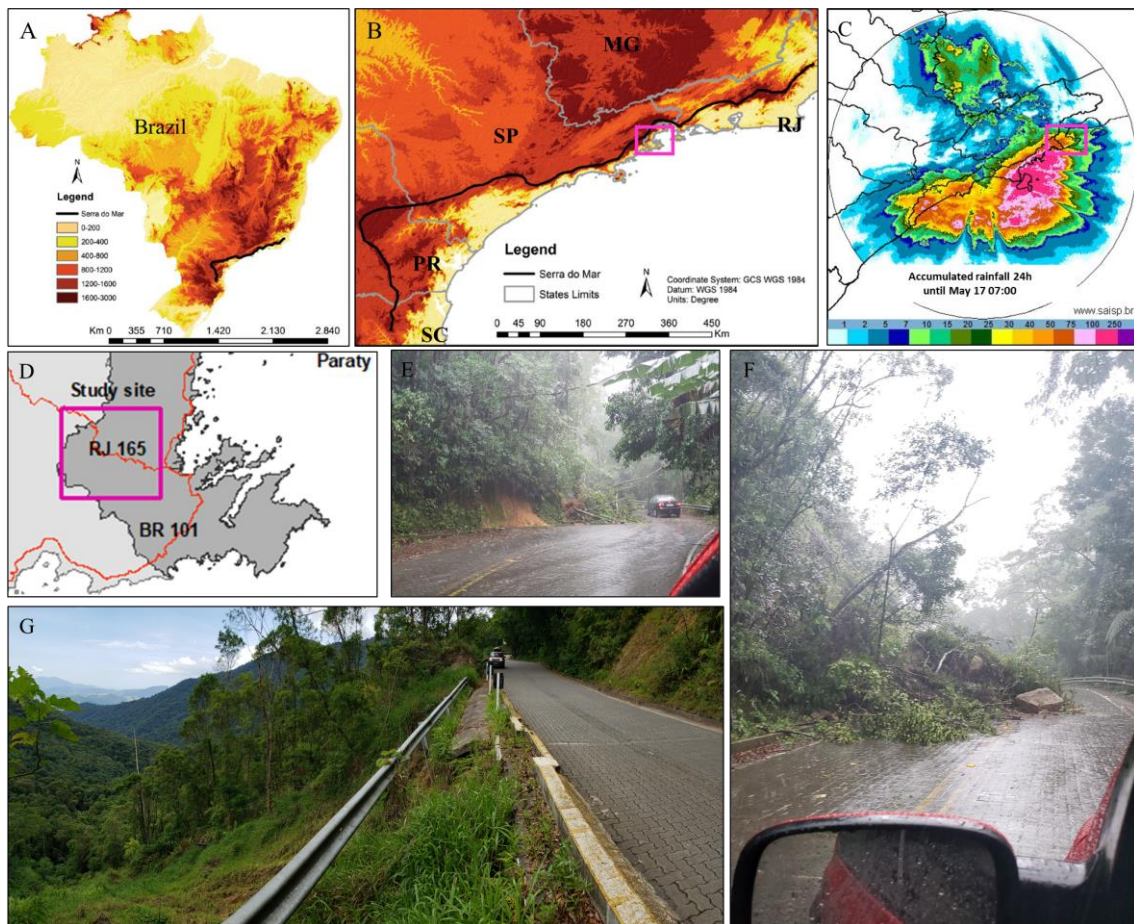 A
Brazil
N
Legend
Serra do Mar
0-200
200-400
400-800
800-1200
1200-1600
1600-3000
Km 0 355 710 1.420 2.130 2.840
B
MG
SP
RJ
PR
SC
Legend
Serra do Mar
States Limits
N
Coordinate System: GCS WGS 1984
Datum: WGS 1984
Units: Degree
0 45 90 180 270 360 450
Km
C
Accumulated rainfall 24h
until May 17 07:00
www.saisp.br
1 2 5 7 10 15 20 25 30 40 50 75 100 250
D
Paraty
Study site
RJ 165
BR 101
E
F
G